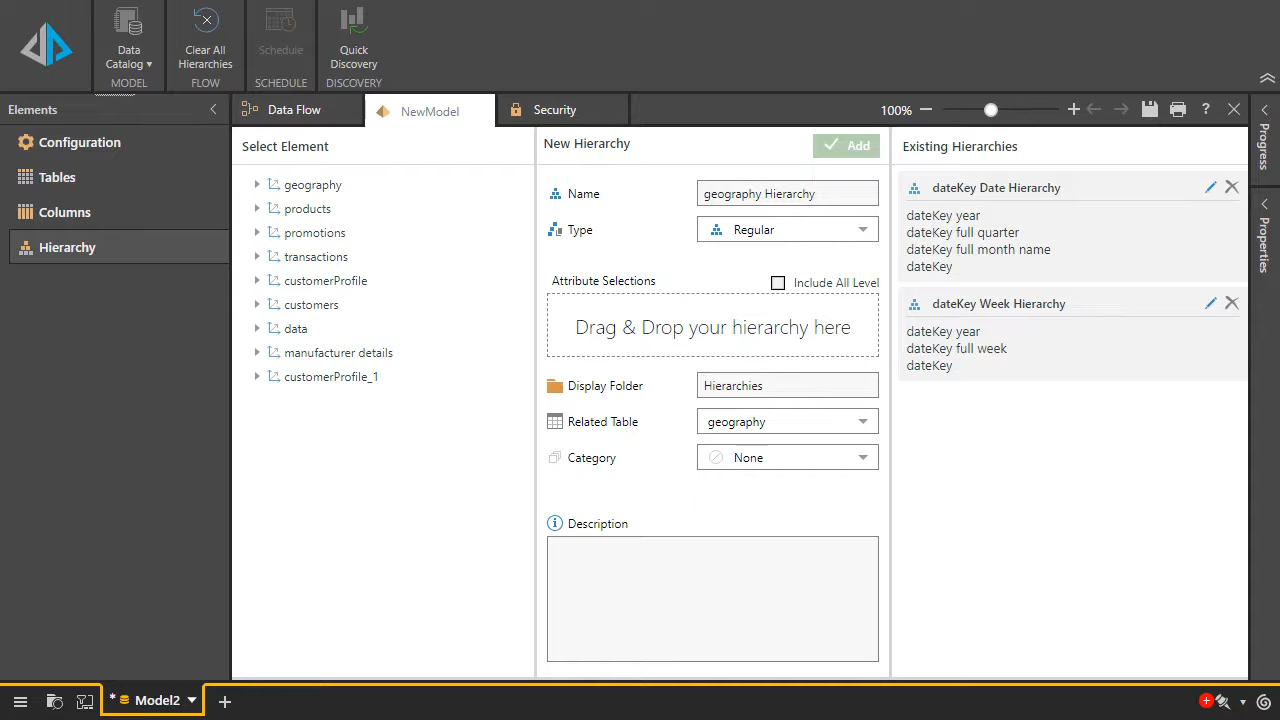 Data
Catalog
MODEL
Clear All
Hierarchies
FLOW
Schedule
SCHEDULE
Quick
Discovery
DISCOVERY
Elements
Configuration
Tables
Columns
Hierarchy
Data Flow
NewModel
Security
100%
?
Select Element
geography
products
promotions
transactions
customerProfile
customers
data
manufacturer details
customerProfile_1
New Hierarchy
Add
Name
geography Hierarchy
Type
Regular
Attribute Selections
Include All Level
Drag & Drop your hierarchy here
Display Folder
Hierarchies
Related Table
geography
Category
None
Description
Existing Hierarchies
dateKey Date Hierarchy
dateKey year
dateKey full quarter
dateKey full month name
dateKey
dateKey Week Hierarchy
dateKey year
dateKey full week
dateKey
Progress
Properties
* Model2